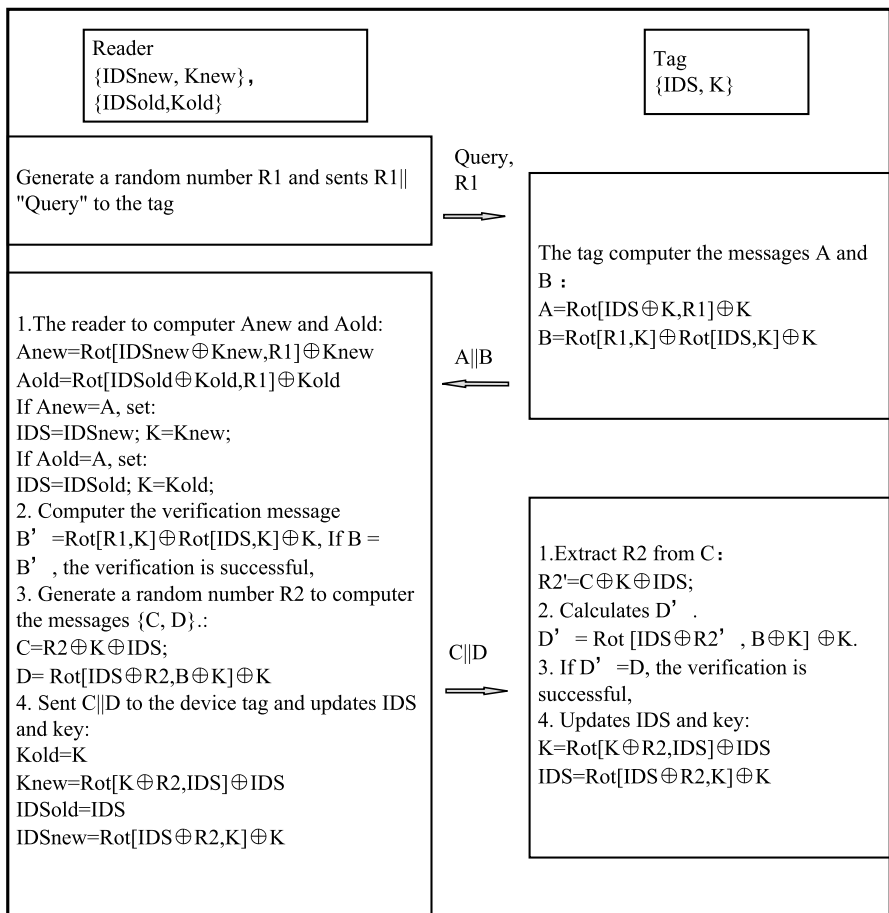 Reader
{IDSnew, Knew},
{IDSold,Kold}
Tag
{IDS, K}
Generate a random number R1 and sents R1||
"Query" to the tag
Query,
R1
The tag computer the messages A and
B：
A=Rot[IDS⊕K,R1]⊕K
B=Rot[R1,K]⊕Rot[IDS,K]⊕K
A||B
1.The reader to computer Anew and Aold:
Anew=Rot[IDSnew⊕Knew,R1]⊕Knew
Aold=Rot[IDSold⊕Kold,R1]⊕Kold
If Anew=A, set:
IDS=IDSnew; K=Knew;
If Aold=A, set:
IDS=IDSold; K=Kold;
2. Computer the verification message
B’ =Rot[R1,K]⊕Rot[IDS,K]⊕K, If B =
B’ , the verification is successful,
3. Generate a random number R2 to computer
the messages {C, D}.:
C=R2⊕K⊕IDS;
D= Rot[IDS⊕R2,B⊕K]⊕K
4. Sent C||D to the device tag and updates IDS
and key:
Kold=K
Knew=Rot[K⊕R2,IDS]⊕IDS
IDSold=IDS
IDSnew=Rot[IDS⊕R2,K]⊕K
C||D
1.Extract R2 from C：
R2'=C⊕K⊕IDS;
2. Calculates D’ .
D’ = Rot [IDS⊕R2’ , B⊕K] ⊕K.
3. If D’ =D, the verification is
successful,
4. Updates IDS and key:
K=Rot[K⊕R2,IDS]⊕IDS
IDS=Rot[IDS⊕R2,K]⊕K